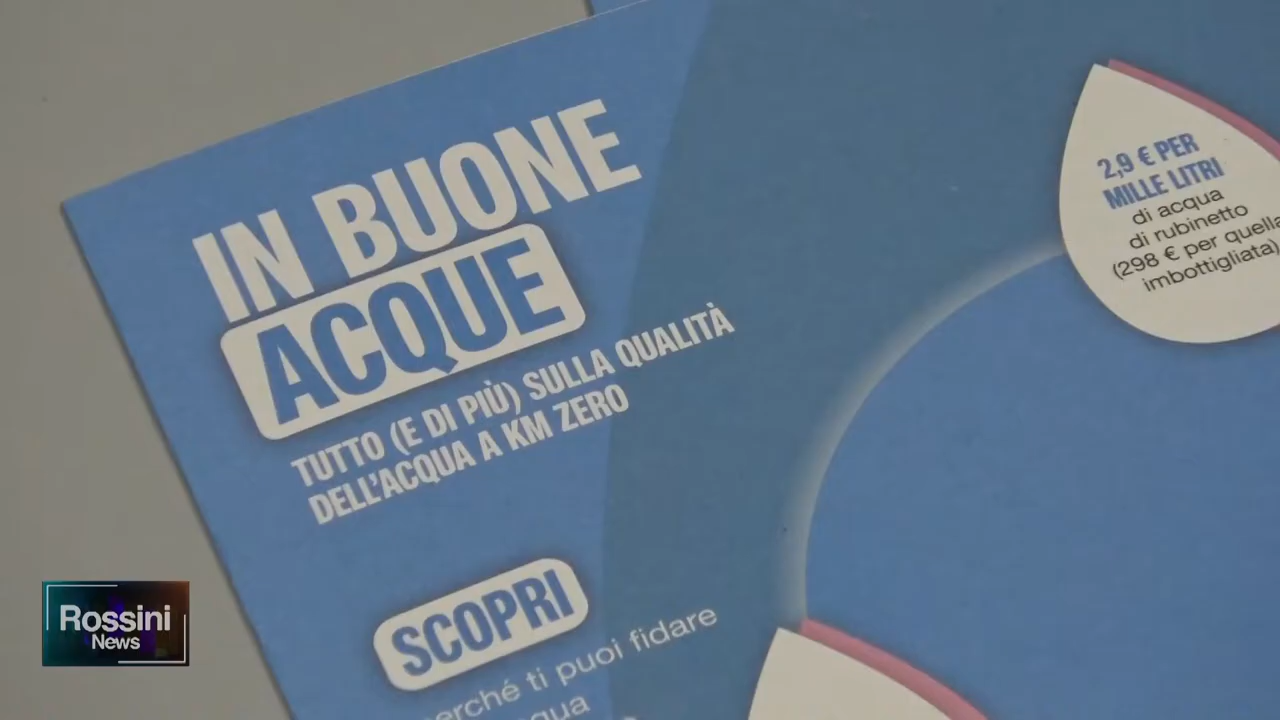 IN BUONE
ACQUE
TUTTO (E DI PIÙ) SULLA QUALITÀ
DELL'ACQUA A KM ZERO
SCOPRI
ti puoi fidare
2,9 € PER
MILLE LITRI
di acqua
di rubinetto
(298 € per quella
imbottigliata)
Rossini
News